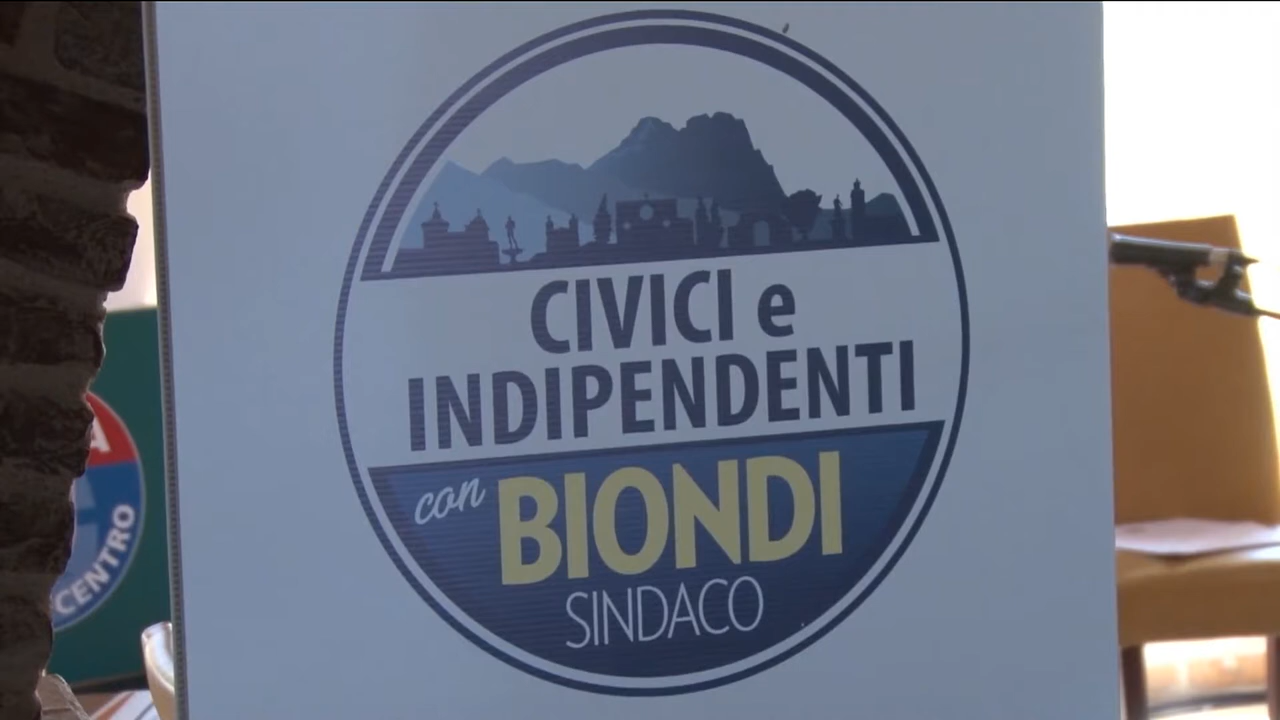 CIVICI e
INDIPENDENTI
con BIONDI
SINDACO
CENTRO